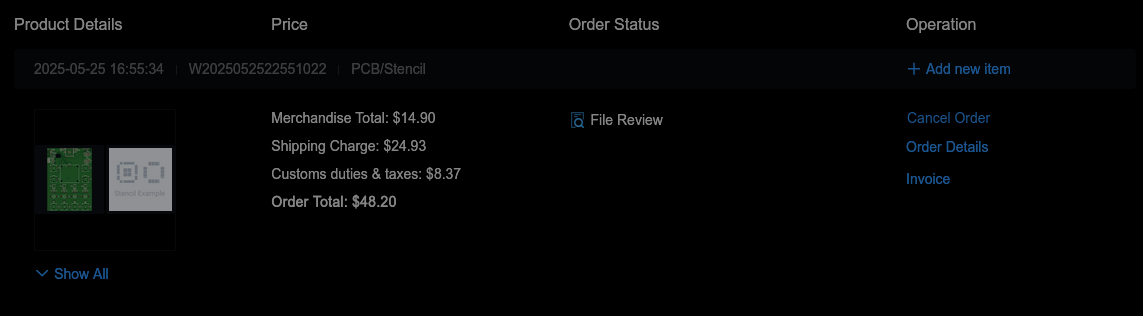 Product Details Price Order Status Operation
2025-05-25 16:55:34 W2025052522551022 PCB/Stencil + Add new item
Merchandise Total: $14.90 File Review Cancel Order
Shipping Charge: $24.93 Order Details
Customs duties & taxes: $8.37 Invoice
Stencil Example
Order Total: $48.20
Show All